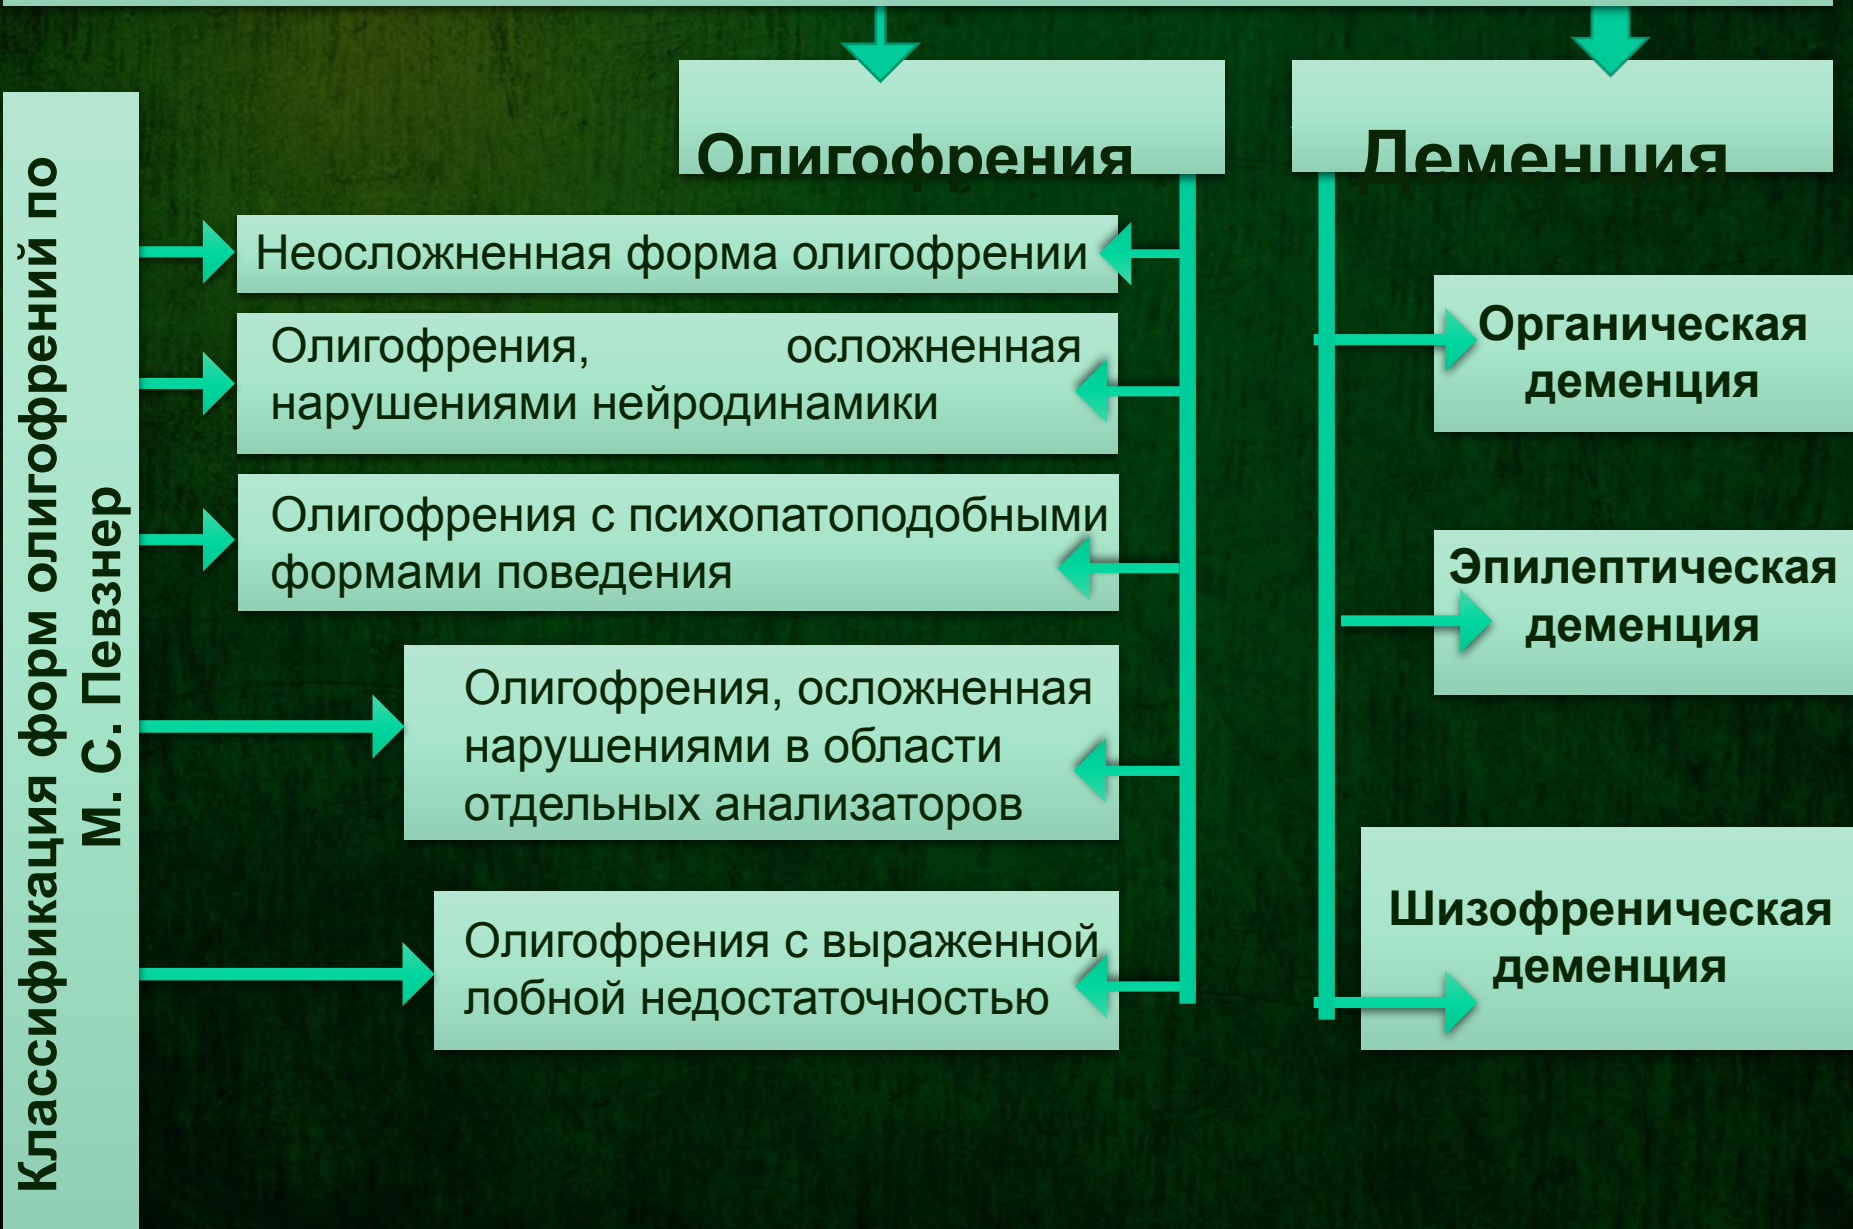 Классификация форм олигофрений по
М. С. Певзнер
Олигофрения
Деменция
Неосложненная форма олигофрении
Олигофрения, осложненная
нарушениями нейродинамики
Олигофрения с психопатоподобными
формами поведения
Олигофрения, осложненная
нарушениями в области
отдельных анализаторов
Олигофрения с выраженной
лобной недостаточностью
Органическая
деменция
Эпилептическая
деменция
Шизофреническая
деменция